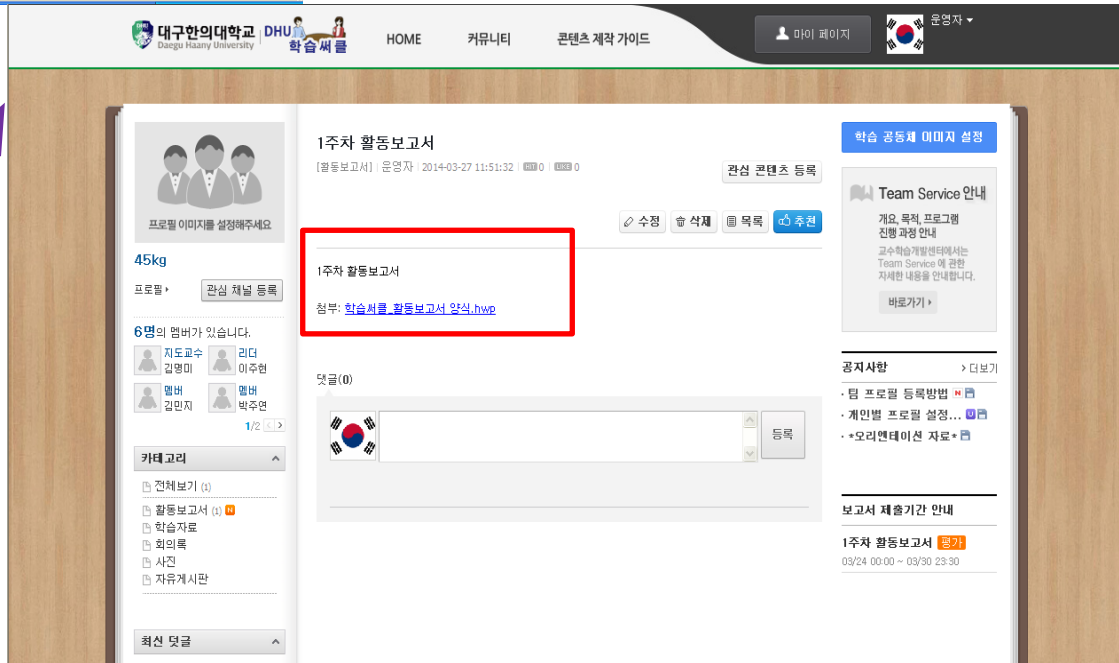 대구한의대학교 DHU 학습써클
Daegu Haany University
HOME
커뮤니티
콘텐츠 제작 가이드
마이 페이지
운영자
프로필 이미지를 설정해주세요
45kg
프로필
관심 채널 등록
6명의 멤버가 있습니다.
지도교수
김명미
리더
이주현
멤버
김민지
멤버
박주연
1/2
카테고리
전체보기 (1)
활동보고서 (1) N
학습자료
회의록
사진
자유게시판
최신 덧글
1주차 활동보고서
[활동보고서] | 운영자 | 2014-03-27 11:51:32 | HIT 0 | LIKE 0
관심 콘텐츠 등록
수정
삭제
목록
추천
1주차 활동보고서
첨부: 학습써클_활동보고서 양식.hwp
댓글(0)
등록
학습 공동체 이미지 설정
Team Service 안내
개요, 목적, 프로그램
진행 과정 안내
교수학습개발센터에서는
Team Service 에 관한
자세한 내용을 안내합니다.
바로가기
공지사항
더보기
· 팀 프로필 등록방법 N
· 개인별 프로필 설정... U
· *오리엔테이션 자료*
보고서 제출기간 안내
1주차 활동보고서 평가
03/24 00:00 ~ 03/30 23:30